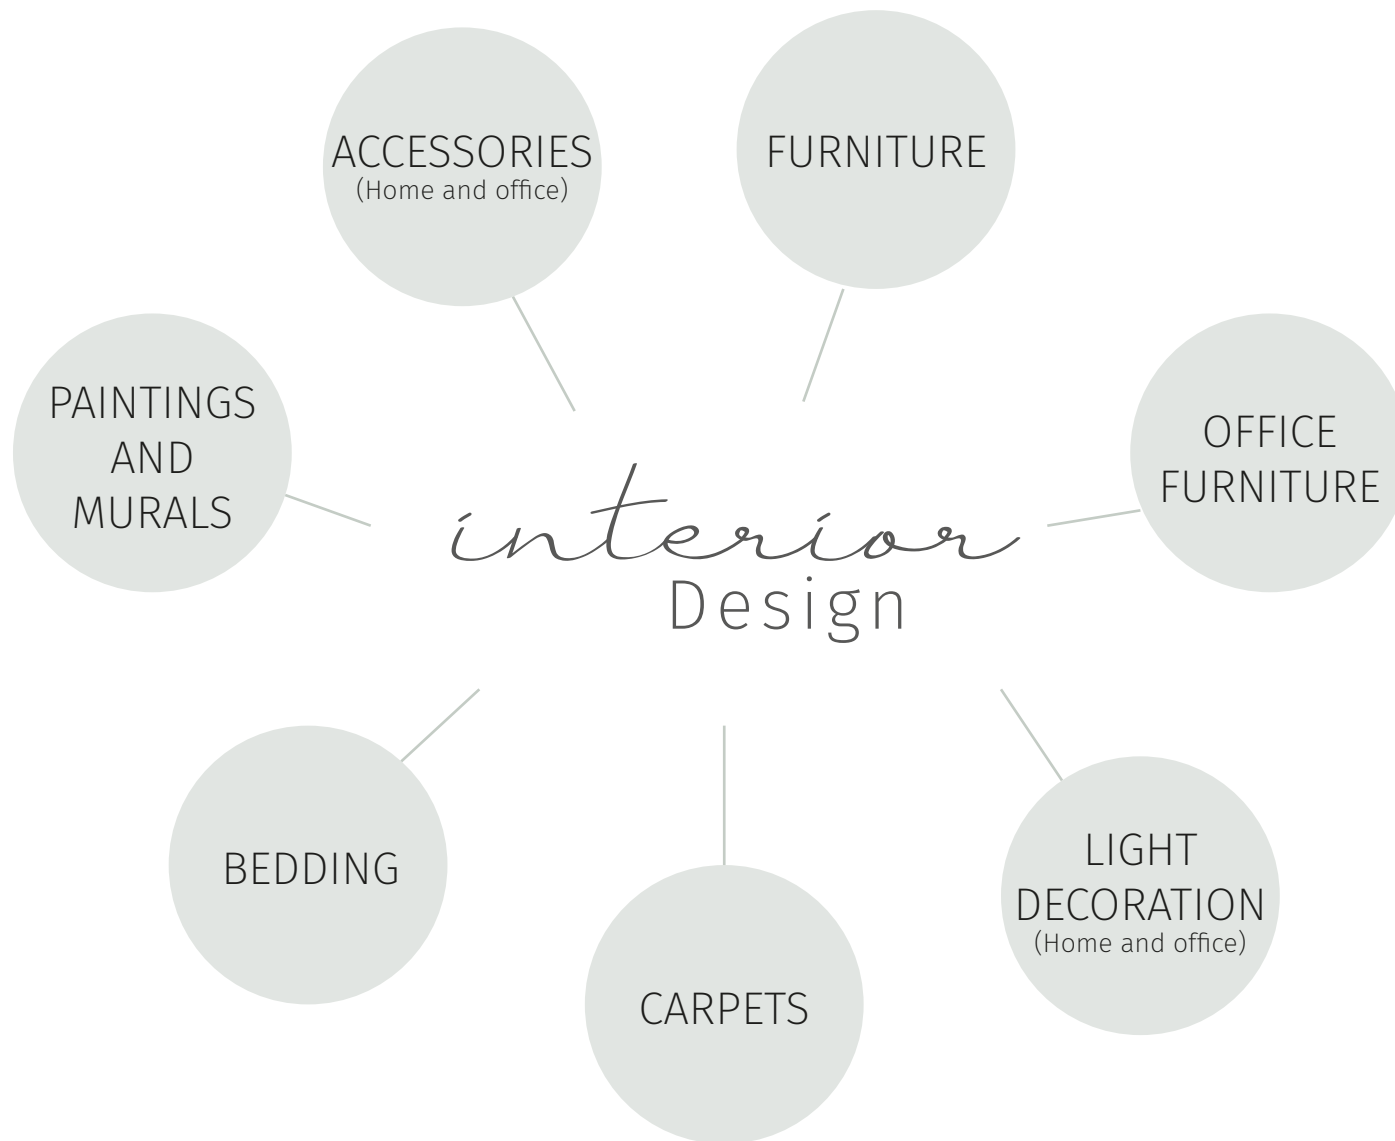 ACCESSORIES
(Home and office)
FURNITURE
PAINTINGS
AND
MURALS
OFFICE
FURNITURE
interior
Design
BEDDING
CARPETS
LIGHT
DECORATION
(Home and office)